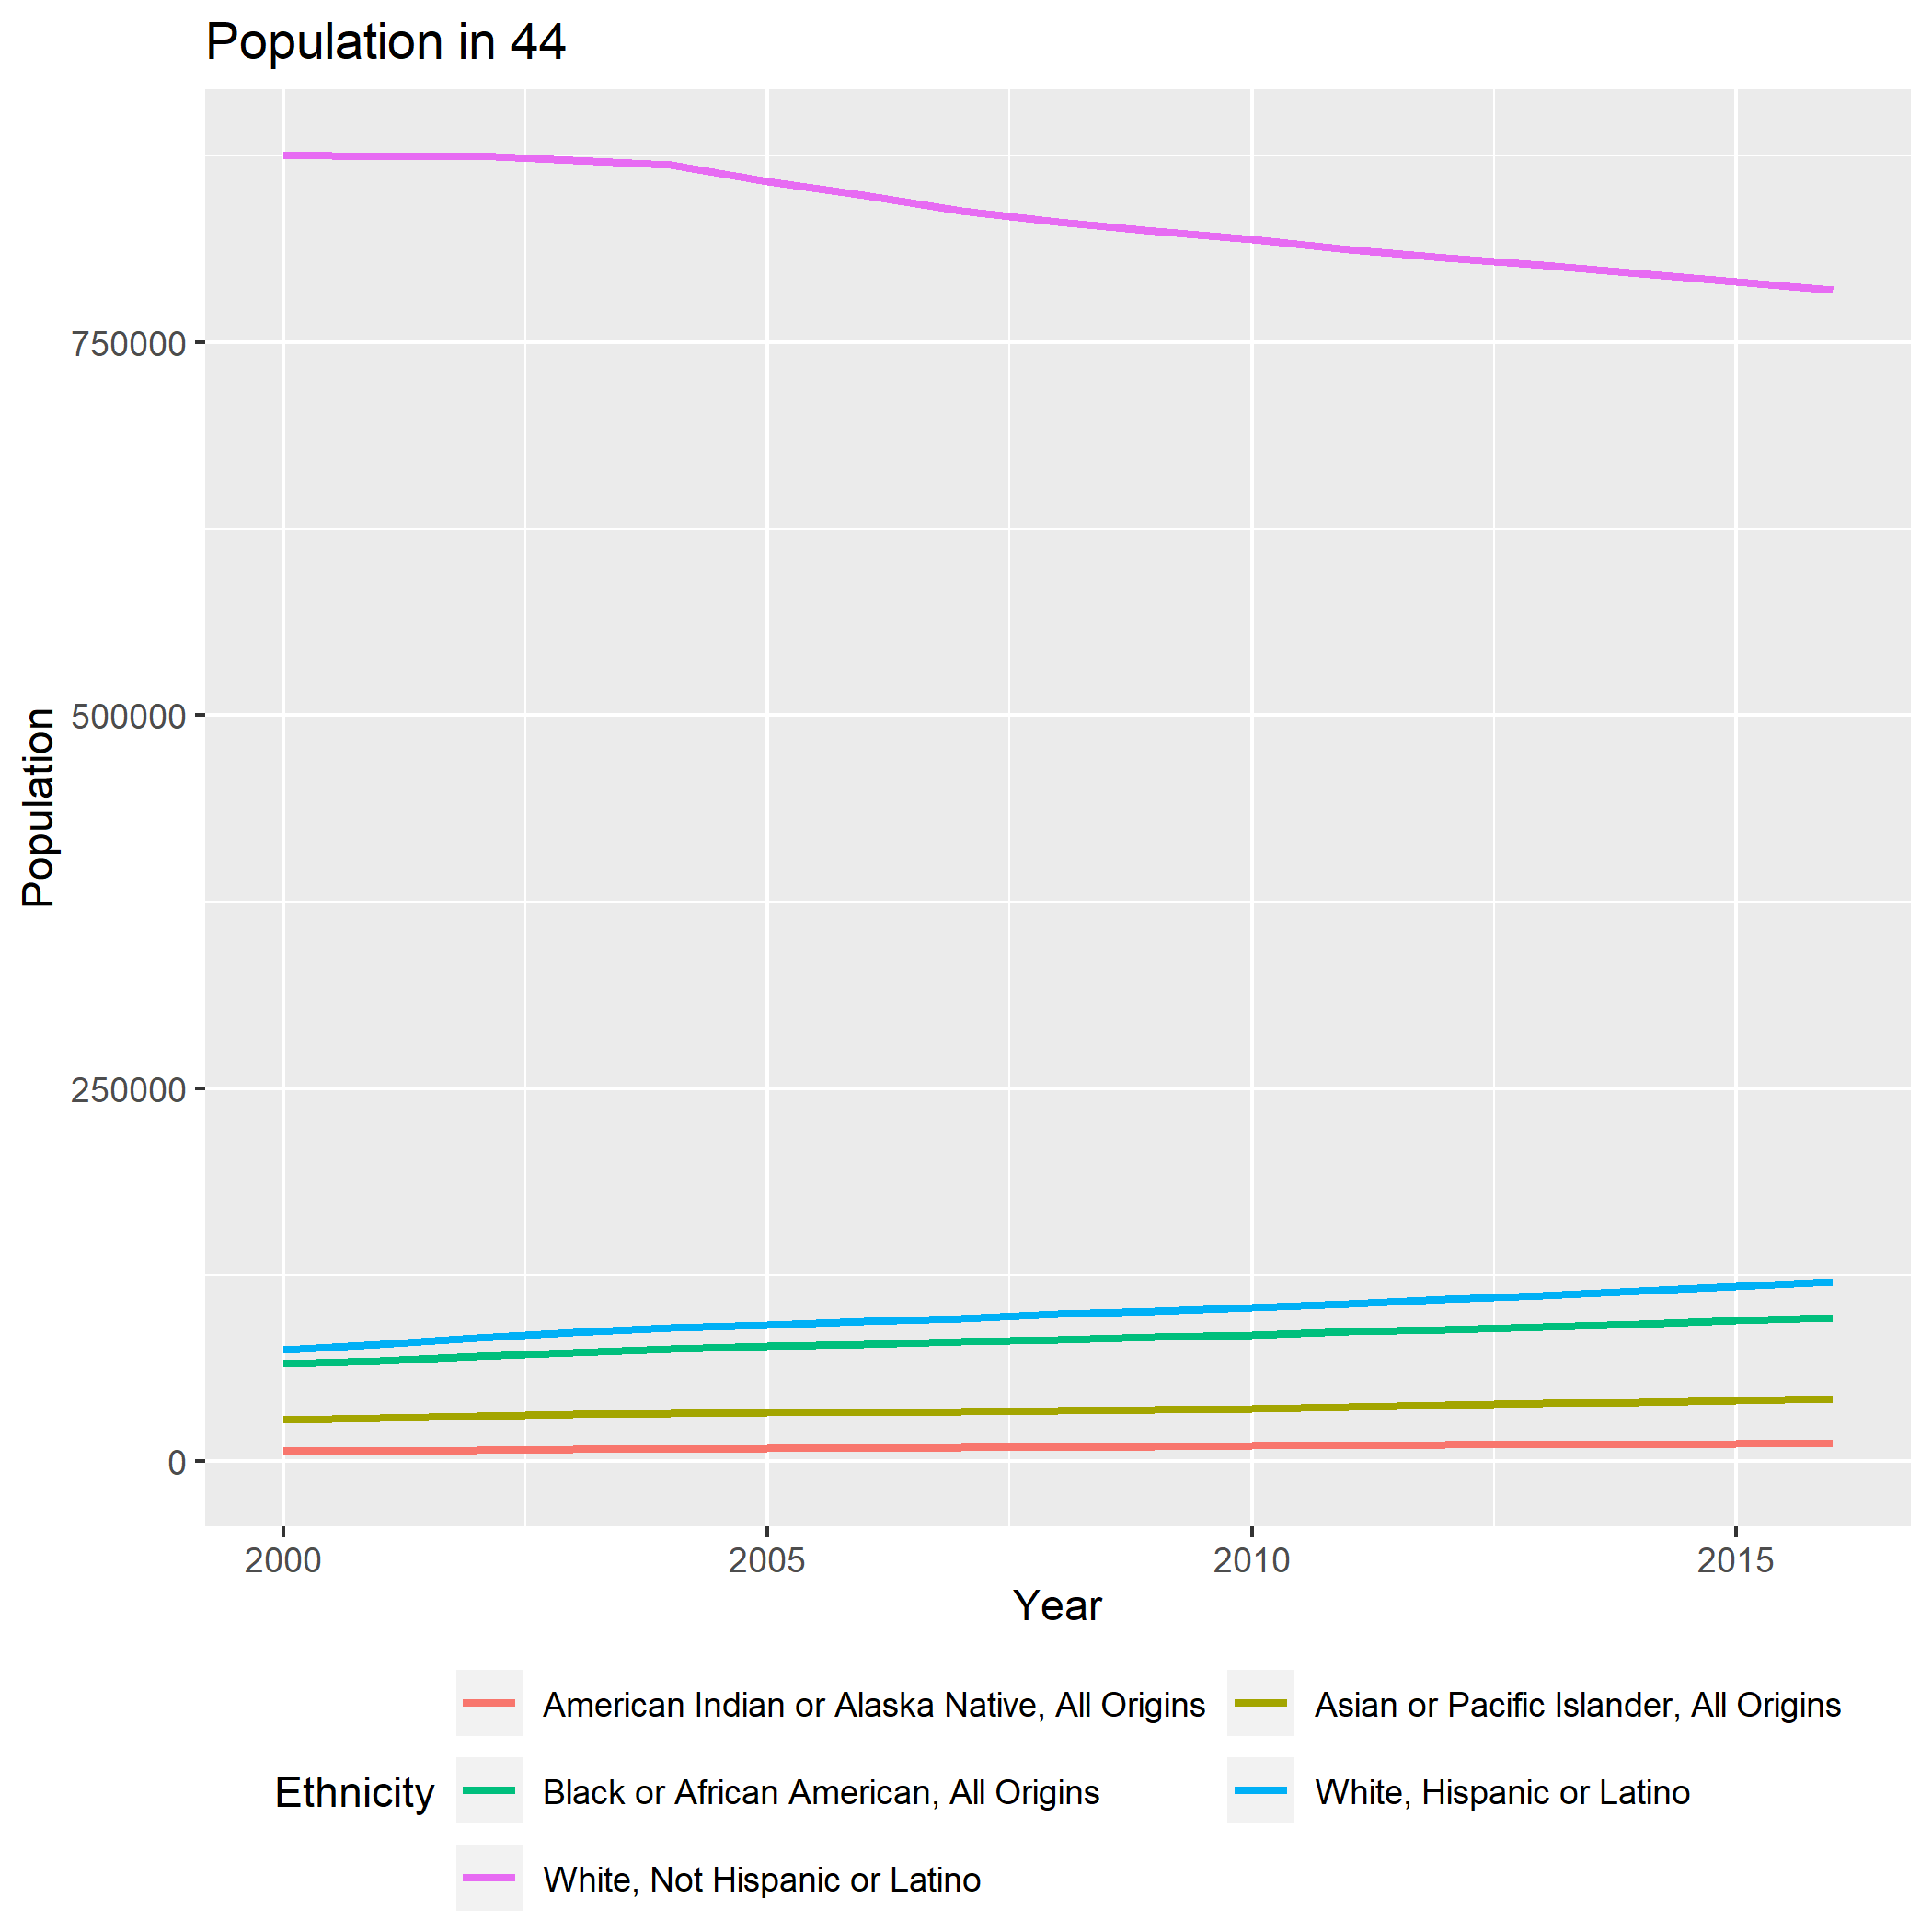 Population in 44
Population
750000
500000
250000
0
2000 2005 2010 2015
Year
Ethnicity
American Indian or Alaska Native, All Origins
Asian or Pacific Islander, All Origins
Black or African American, All Origins
White, Hispanic or Latino
White, Not Hispanic or Latino